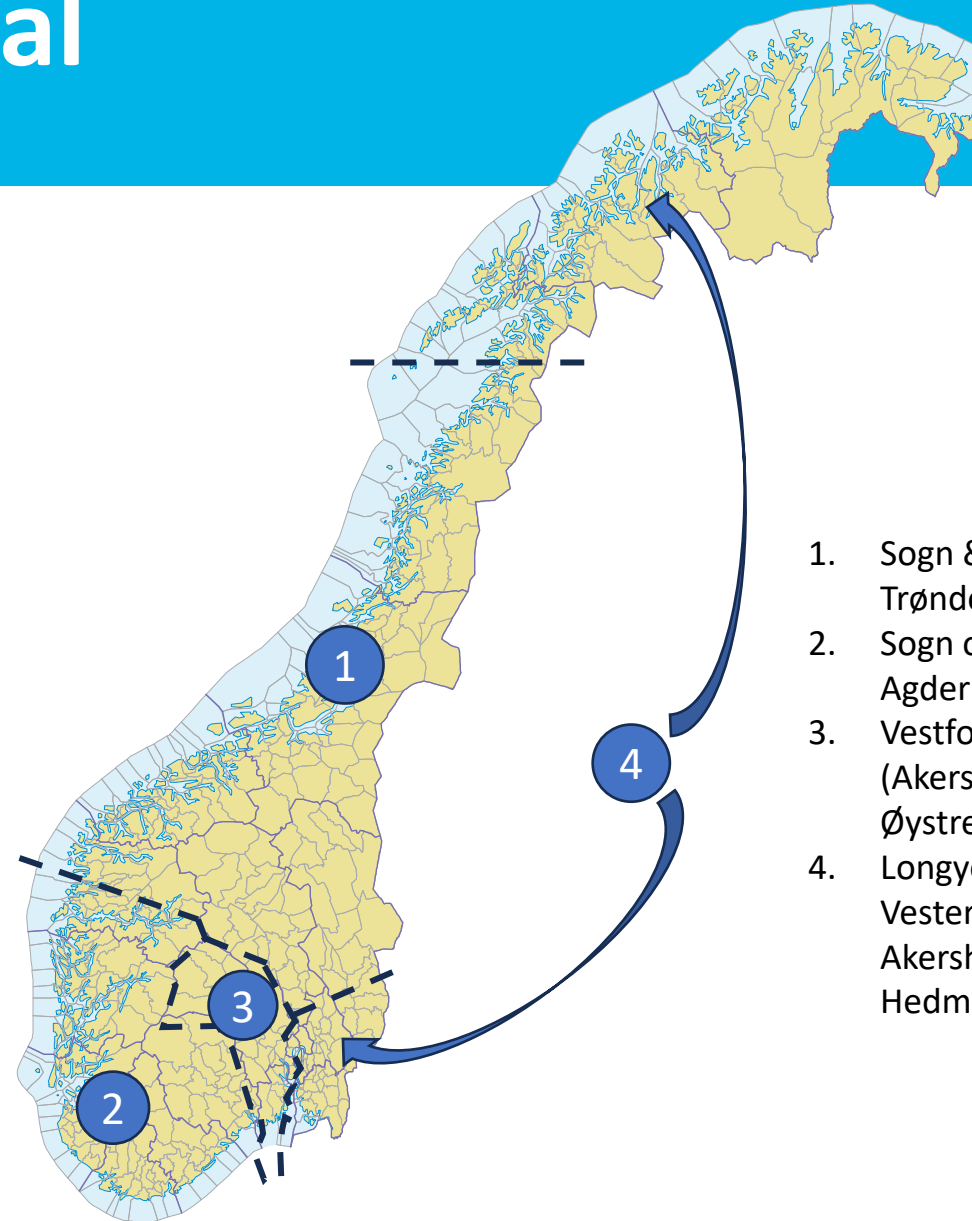 al
1. Sogn &
Trønde
2. Sogn o
Agder
3. Vestfo
(Akers
Øystre
4. Longye
Vester
Akersh
Hedm
1
4
3
2